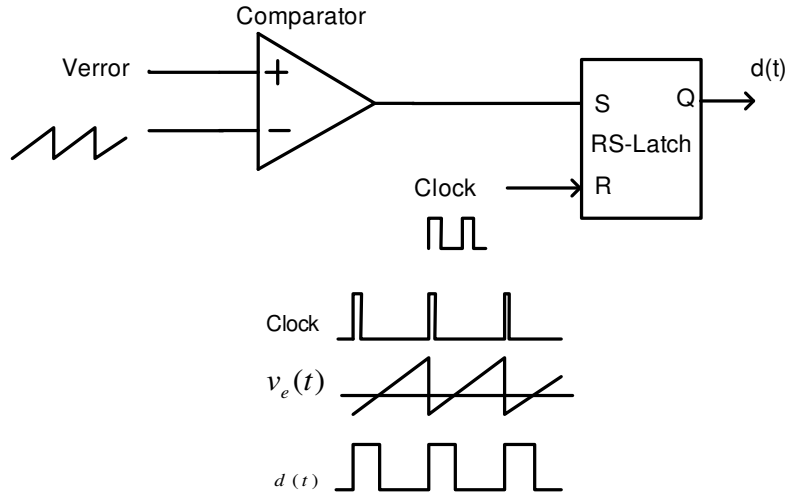 Comparator
Verror
+
−
S
Q
d(t)
RS-Latch
Clock
R
Clock
v_e(t)
d(t)